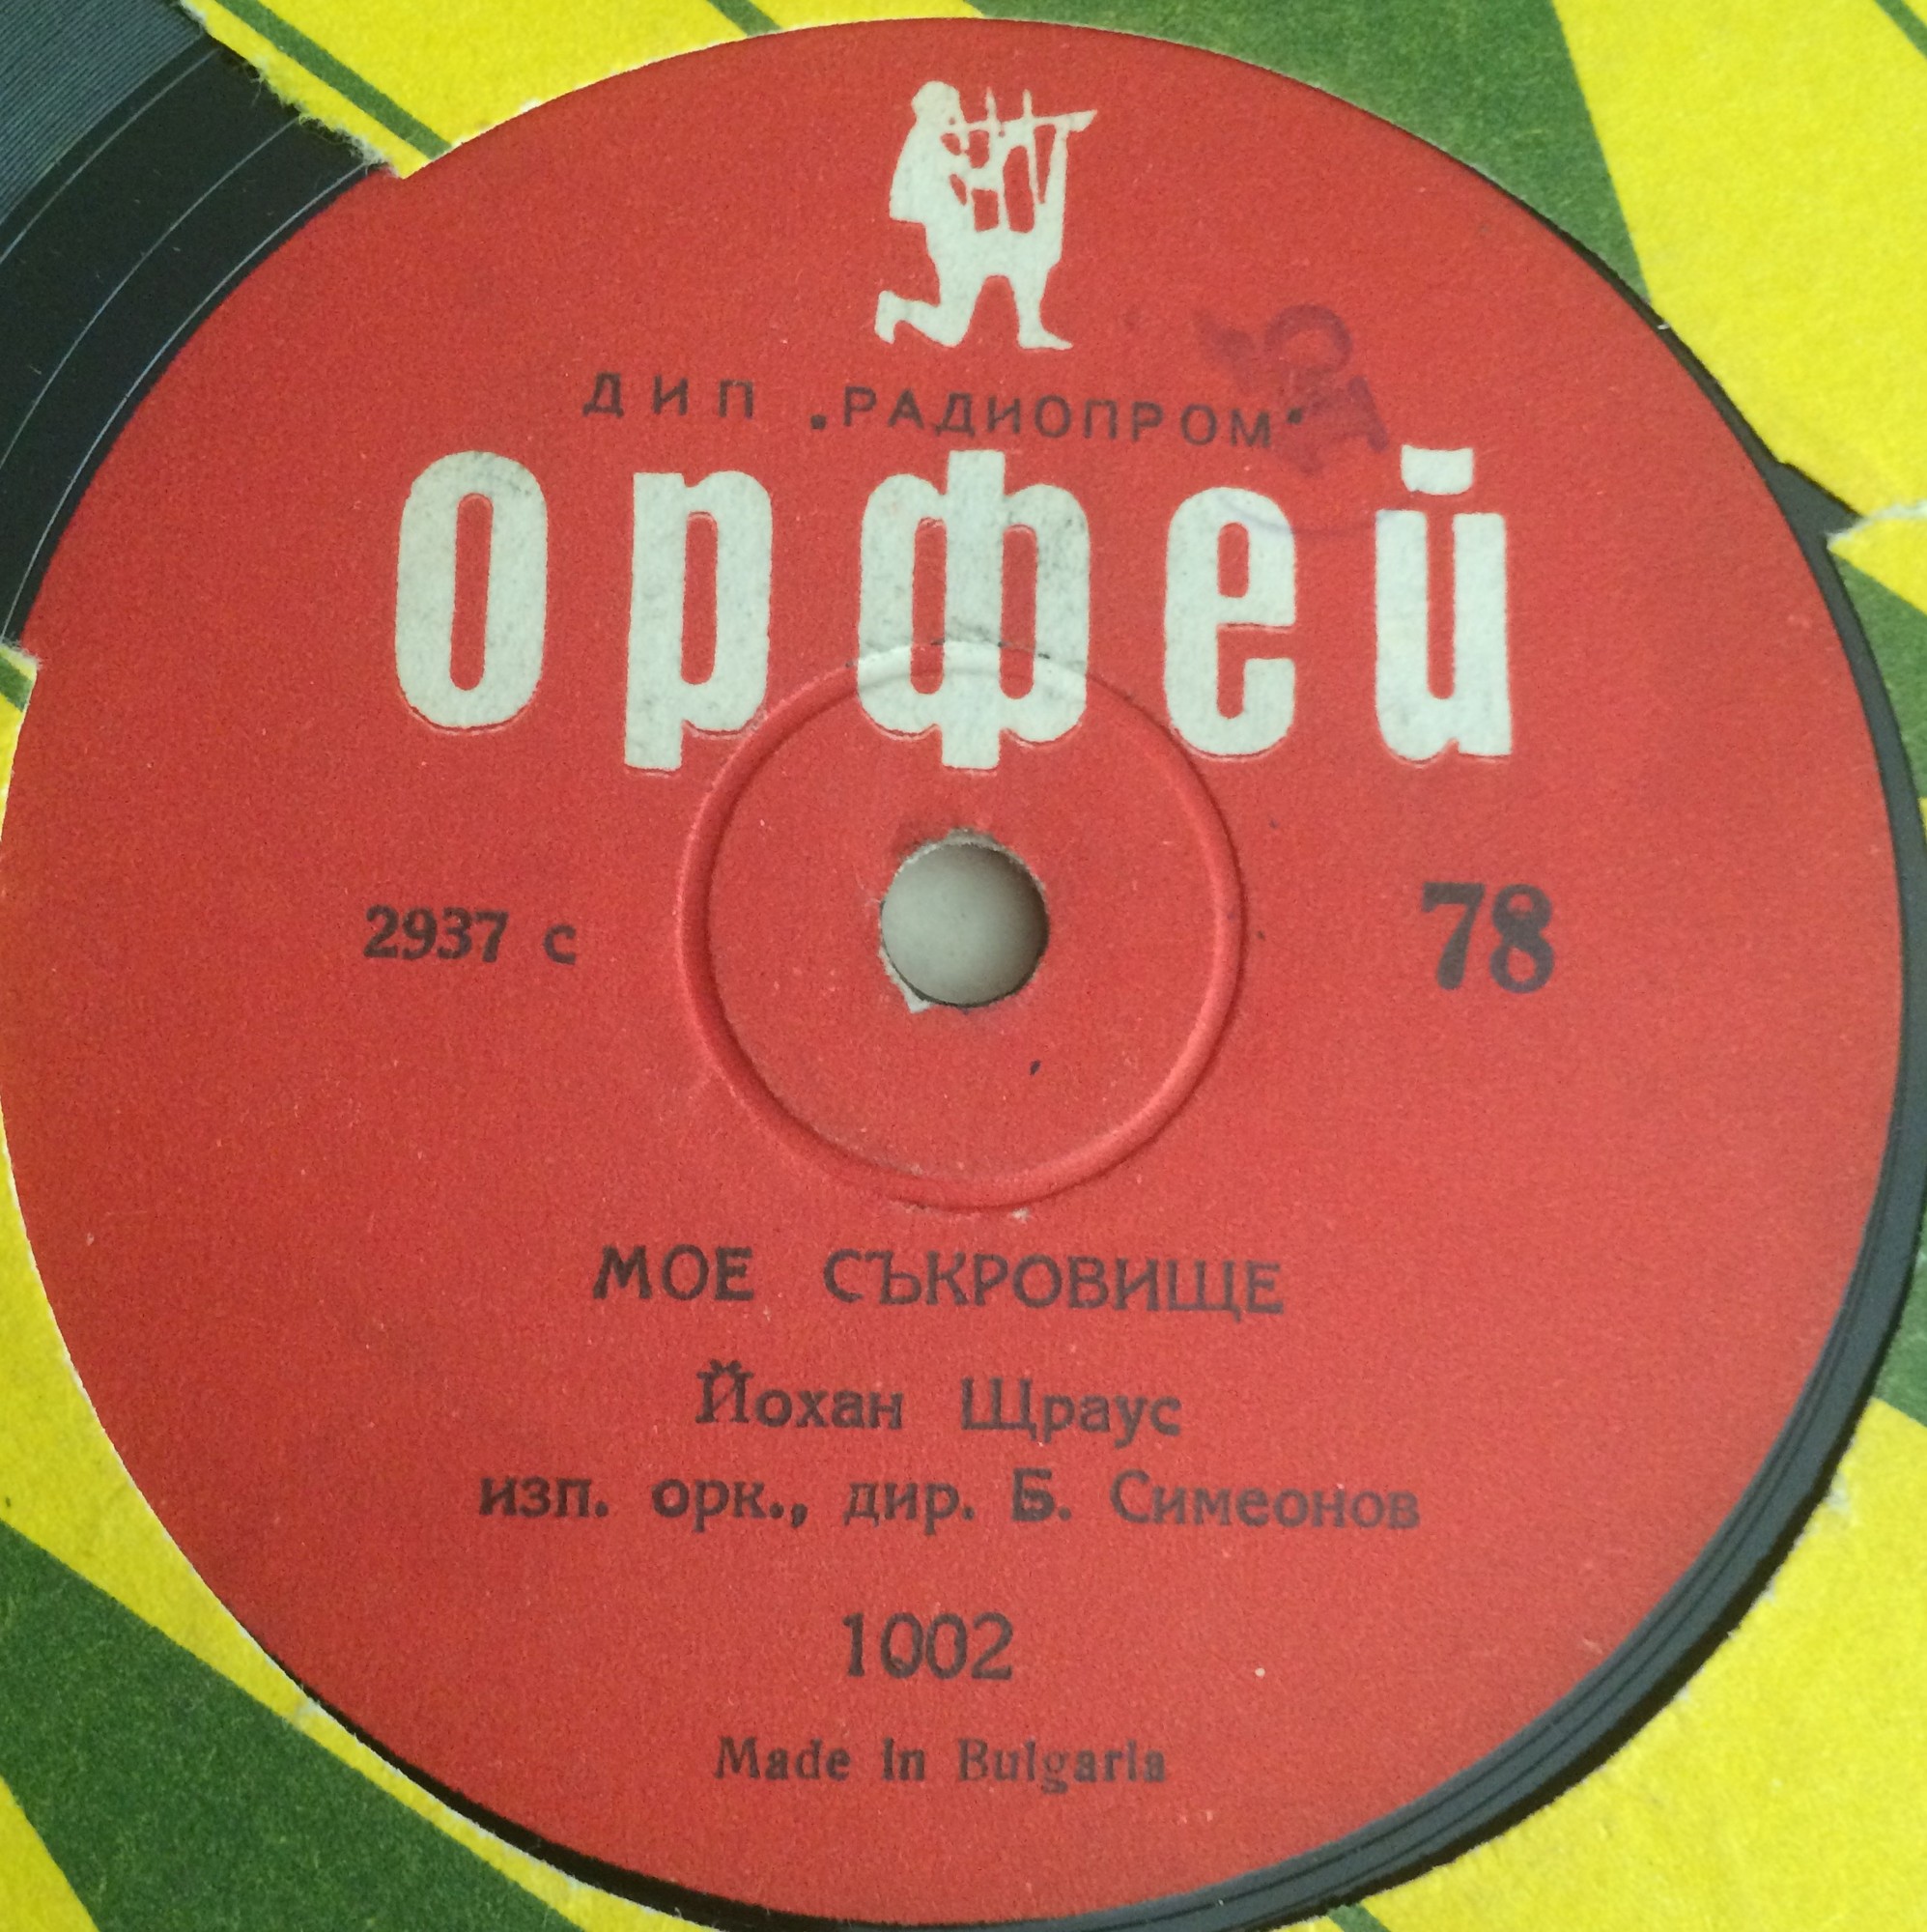 ДИП „РАДИОПРОМ“
Орфей
2937 с 78
МОЕ СЪКРОВИЩЕ
Йохан Щраус
изп. орк., дир. Б. Симеонов
1002
Made in Bulgaria